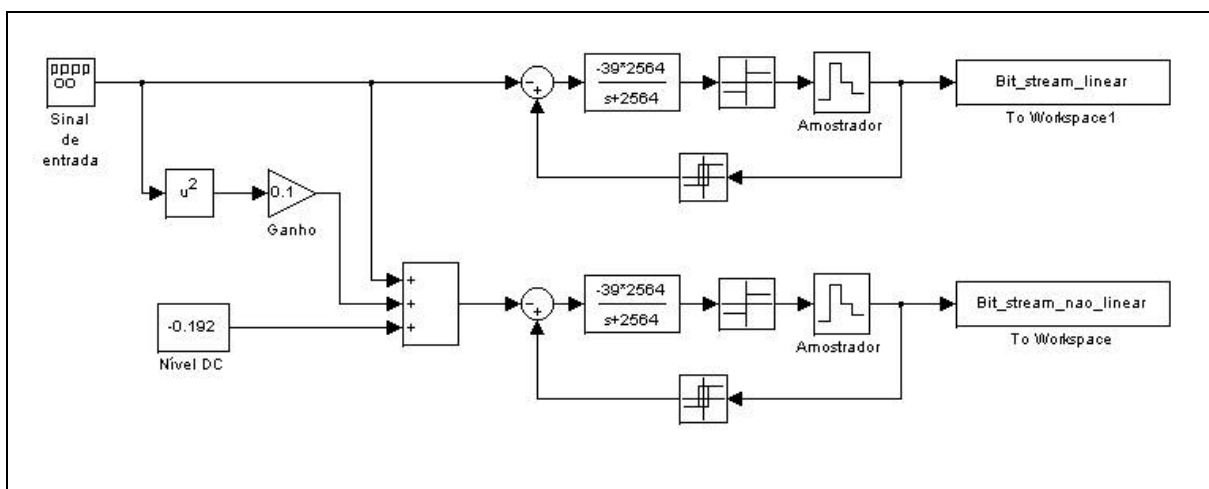 Sinal
de
entrada
-39*2564
s+2564
Amostrador
Bit_stream_linear
To Workspace1
u2
0.1
Ganho
-0.192
Nível DC
+
+
+
-
+
-
+
-39*2564
s+2564
Amostrador
Bit_stream_nao_linear
To Workspace